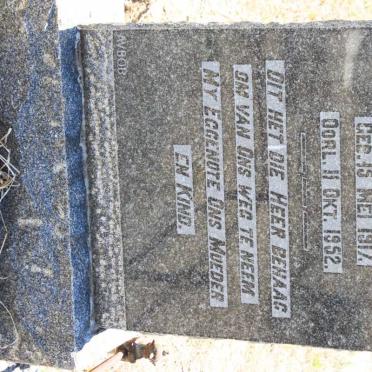 GEB. 15 MEI 1917.
OORL. 11 OKT. 1952.
DIT HET DIE HEER BEHAAG
OM VAN ONS WEG TE NEEM
MY EGGENOTE ONS MOEDER
EN KIND.